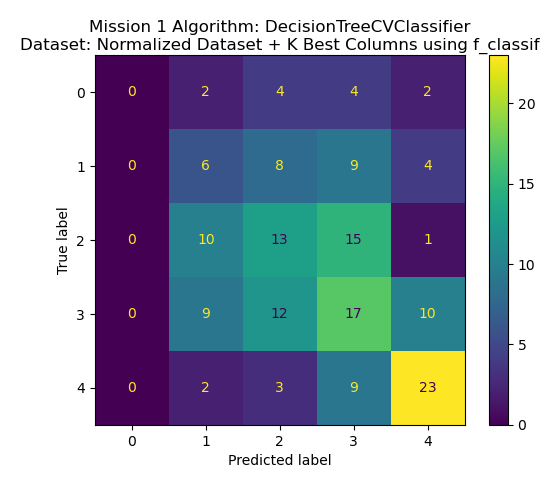 Mission 1 Algorithm: DecisionTreeCVClassifier
Dataset: Normalized Dataset + K Best Columns using f_classif
0 0 2 4 4 2
1 0 6 8 9 4
2 0 10 13 15 1
3 0 9 12 17 10
4 0 2 3 9 23
0 1 2 3 4
True label
Predicted label
20
15
10
5
0